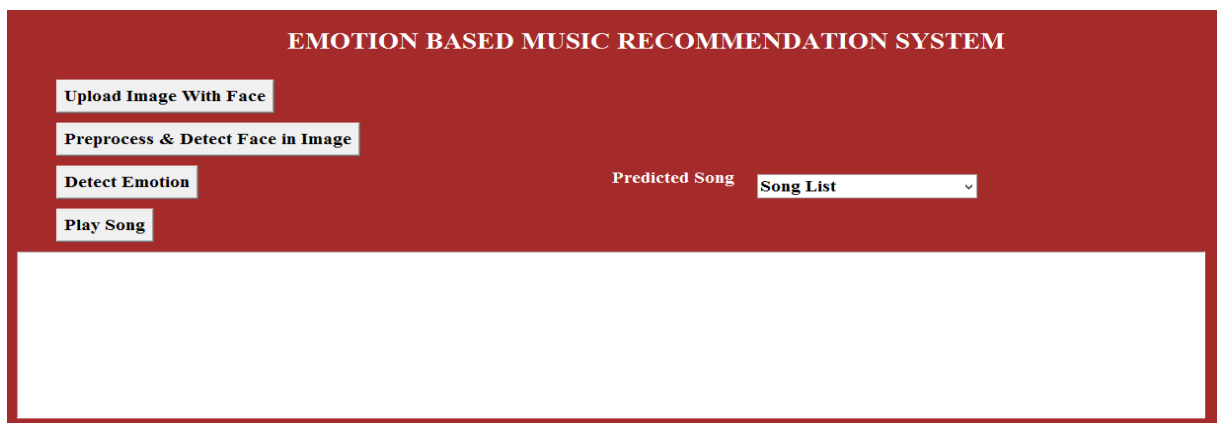 EMOTION BASED MUSIC RECOMMENDATION SYSTEM
Upload Image With Face
Preprocess & Detect Face in Image
Detect Emotion
Predicted Song
Song List
Play Song